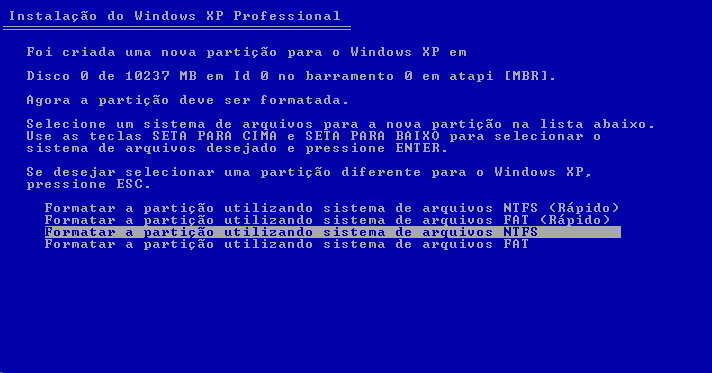 Instalação do Windows XP Professional
Foi criada uma nova partição para o Windows XP em
Disco 0 de 10237 MB em Id 0 no barramento 0 em atapi [MBR].
Agora a partição deve ser formatada.
Selecione um sistema de arquivos para a nova partição na lista abaixo.
Use as teclas SETA PARA CIMA e SETA PARA BAIXO para selecionar o
sistema de arquivos desejado e pressione ENTER.
Se desejar selecionar uma partição diferente para o Windows XP,
pressione ESC.
Formatar a partição utilizando sistema de arquivos NTFS (Rápido)
Formatar a partição utilizando sistema de arquivos FAT (Rápido)
Formatar a partição utilizando sistema de arquivos NTFS
Formatar a partição utilizando sistema de arquivos FAT